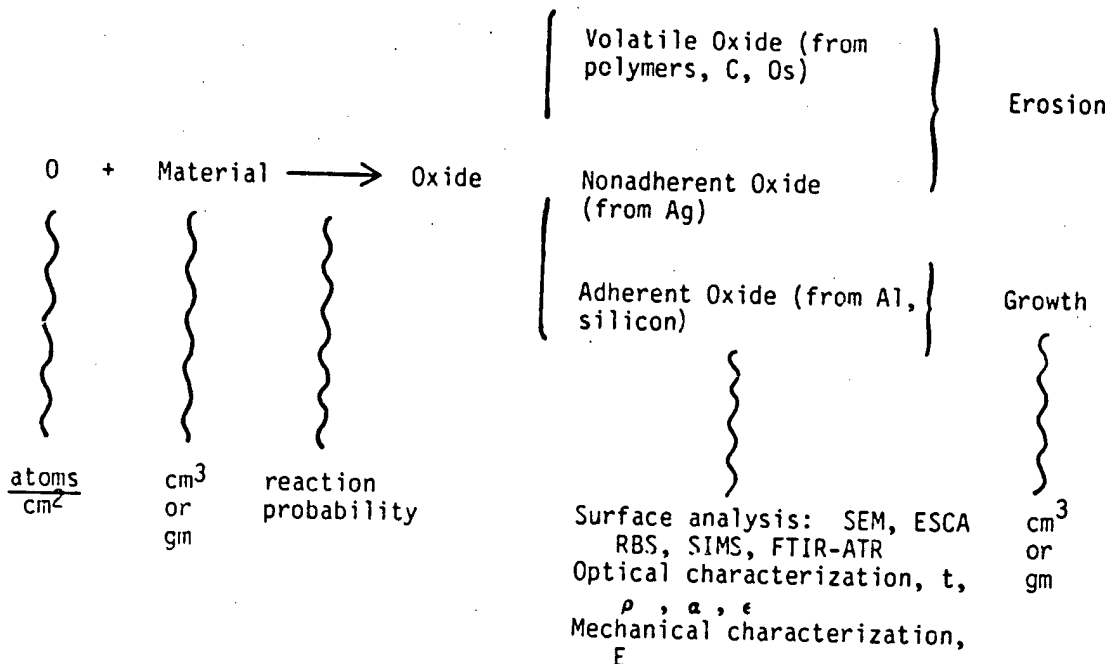 Volatile Oxide (from
polymers, C, Os)
Erosion
O + Material ⟶ Oxide
Nonadherent Oxide
(from Ag)
Adherent Oxide (from Al,
silicon)
Growth
atoms
cm²
cm³
or
gm
reaction
probability
Surface analysis: SEM, ESCA
RBS, SIMS, FTIR-ATR
Optical characterization, t,
ρ , α , ε
Mechanical characterization,
E
cm³
or
gm